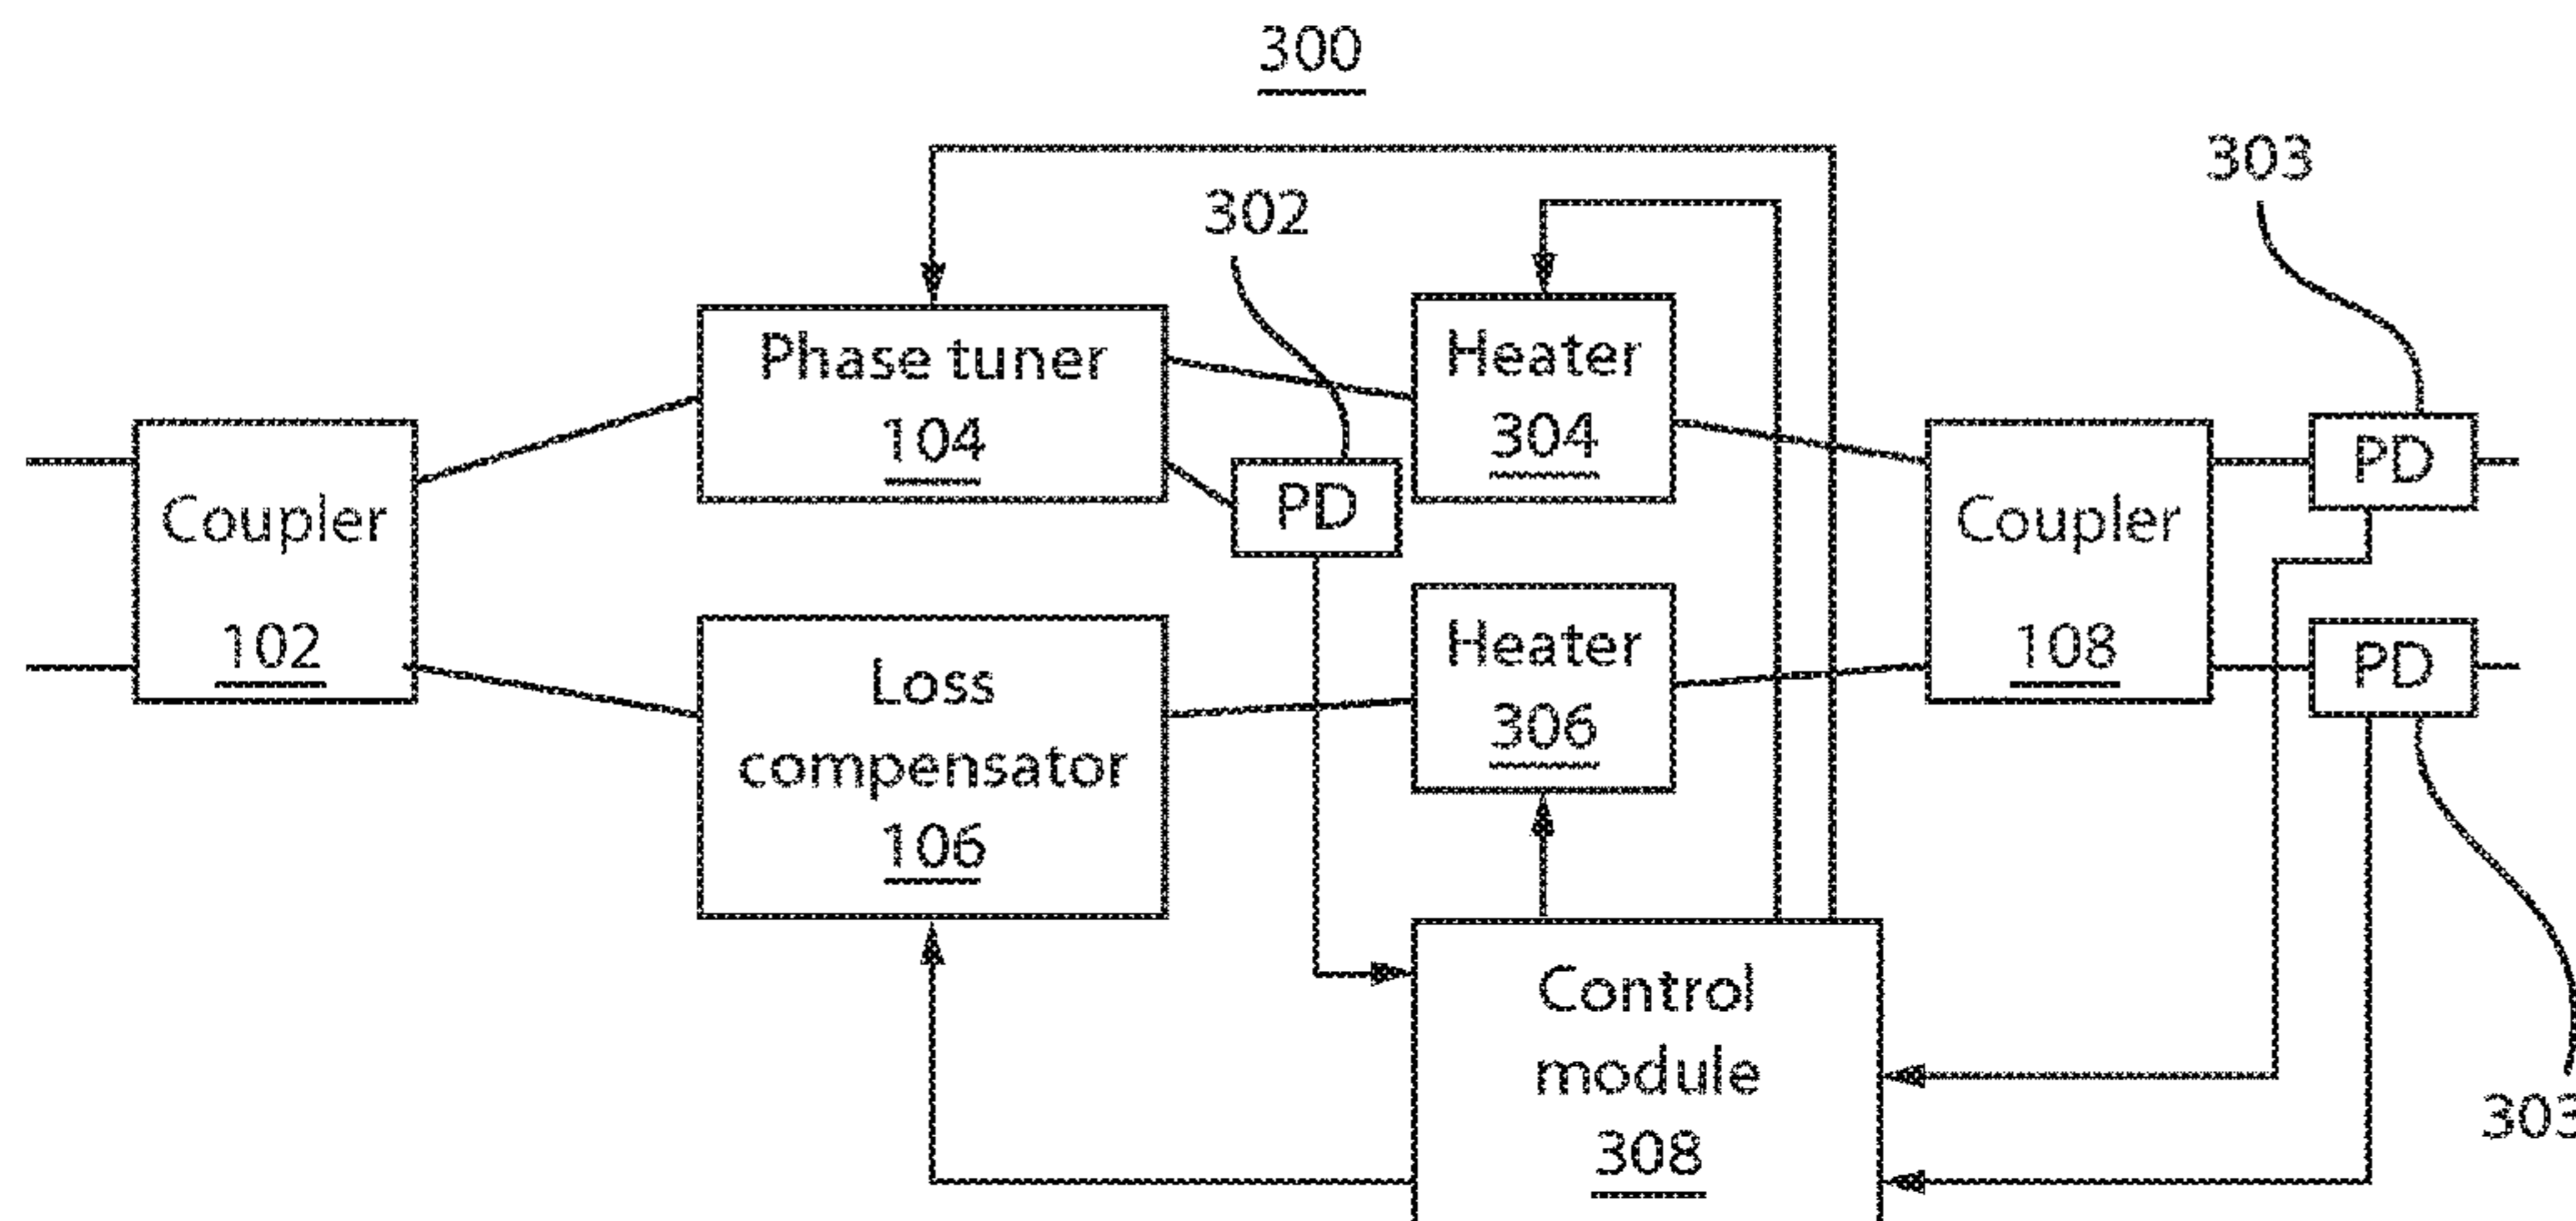 300
303
302
Phase tuner
104
Heater
304
PD
PD
Coupler
102
Coupler
108
Loss
compensator
106
Heater
306
PD
Control
module
308
303